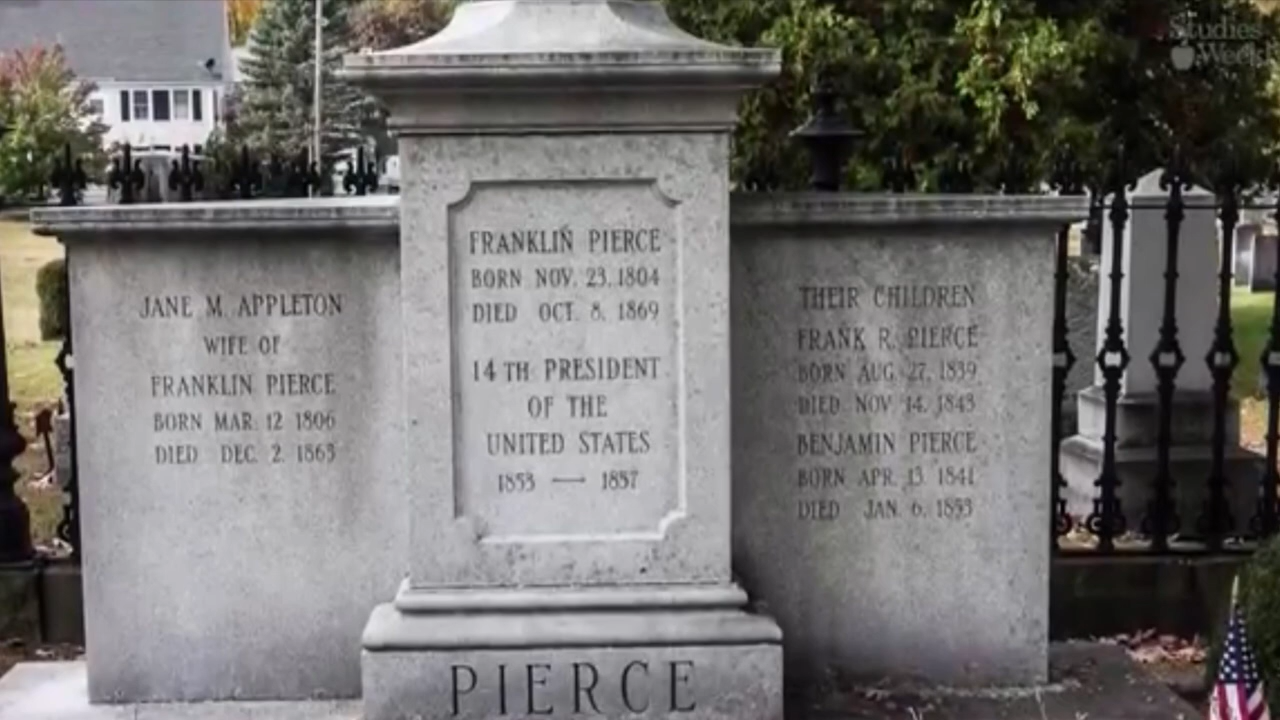 Studies
Weekly
JANE M. APPLETON
WIFE OF
FRANKLIN PIERCE
BORN MAR. 12 1806
DIED DEC. 2. 1863
FRANKLIN PIERCE
BORN NOV. 23. 1804
DIED OCT. 8. 1869
14 TH PRESIDENT
OF THE
UNITED STATES
1853 — 1857
THEIR CHILDREN
FRANK R. PIERCE
BORN AUG. 27. 1839
DIED NOV. 14. 1843
BENJAMIN PIERCE
BORN APR. 13. 1841
DIED JAN. 6. 1853
PIERCE